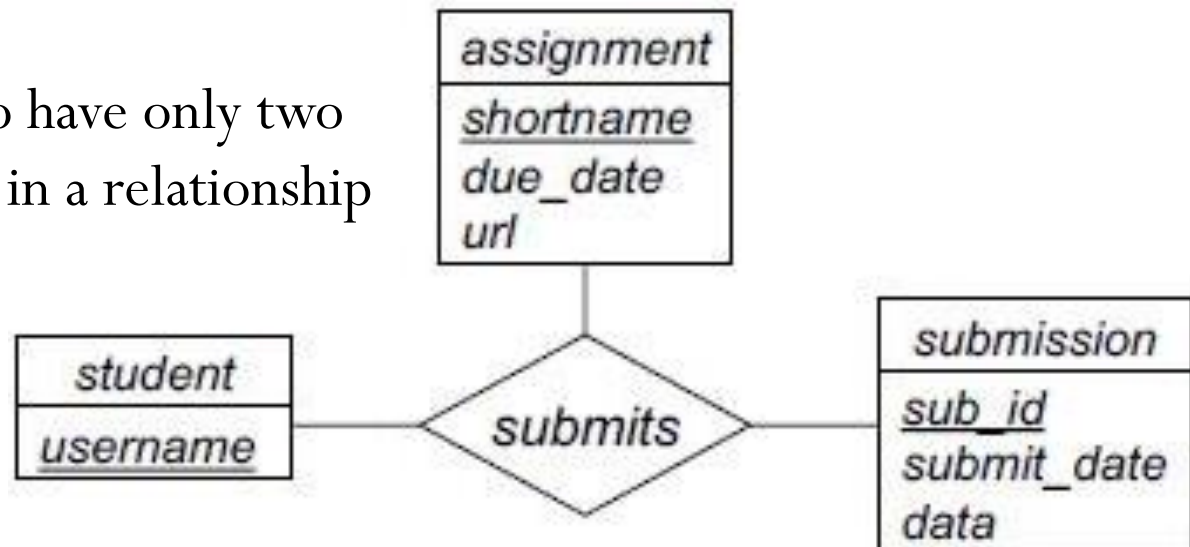 have only two
in a relationship
assignment
shortname
due_date
url
student
username
submits
submission
sub_id
submit_date
data